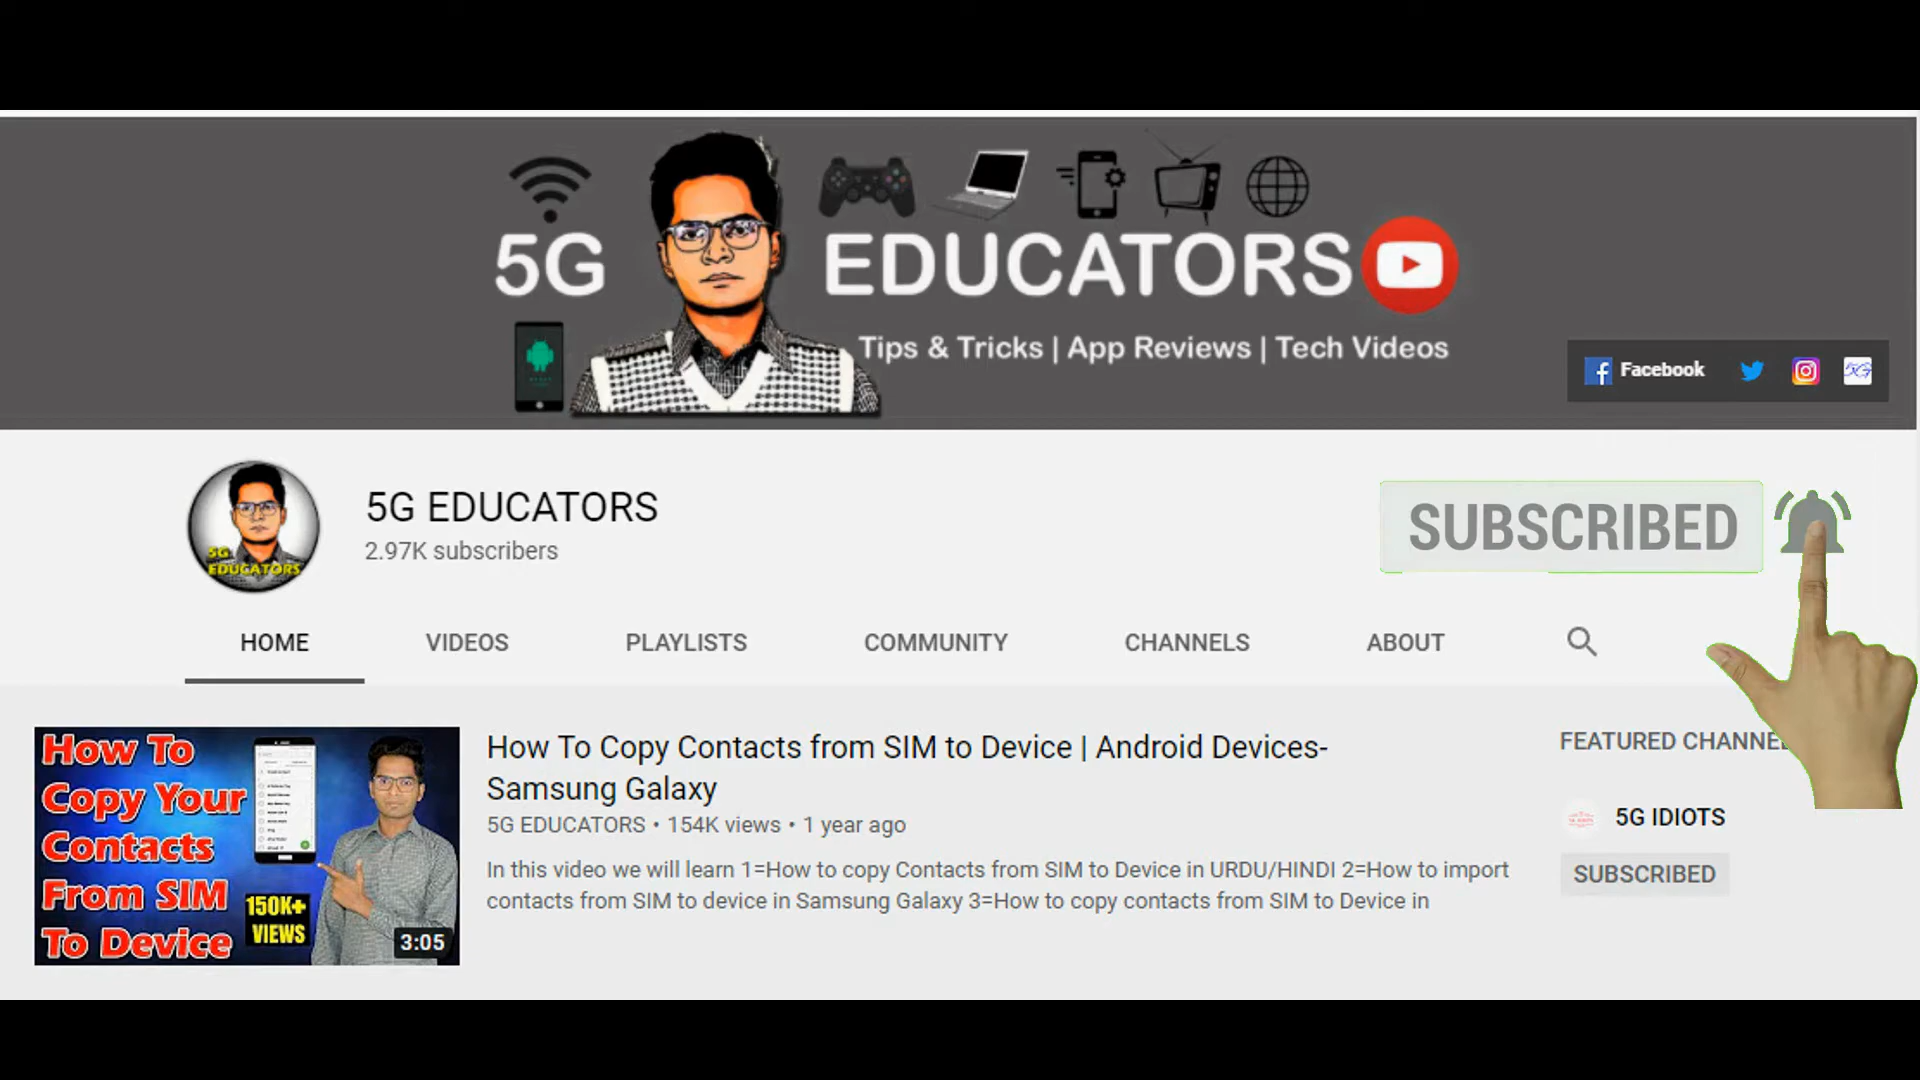 5G EDUCATORS
Tips & Tricks | App Reviews | Tech Videos
Facebook
5G
5G EDUCATORS
5G EDUCATORS
2.97K subscribers
SUBSCRIBED
HOME VIDEOS PLAYLISTS COMMUNITY CHANNELS ABOUT
How To
Copy Your
Contacts
From SIM
To Device
150K+
VIEWS
3:05
How To Copy Contacts from SIM to Device | Android Devices-
Samsung Galaxy
5G EDUCATORS • 154K views • 1 year ago
In this video we will learn 1=How to copy Contacts from SIM to Device in URDU/HINDI 2=How to import
contacts from SIM to device in Samsung Galaxy 3=How to copy contacts from SIM to Device in
FEATURED CHANNE
5G IDIOTS
SUBSCRIBED